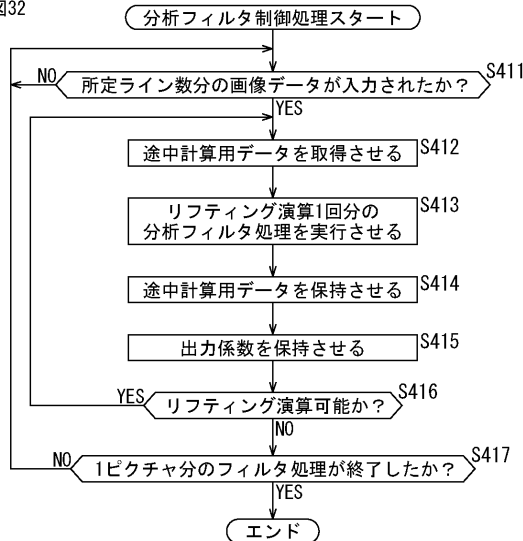 図32
分析フィルタ制御処理スタート
所定ライン数分の画像データが入力されたか？
S411
NO
YES
途中計算用データを取得させる
S412
リフティング演算1回分の
分析フィルタ処理を実行させる
S413
途中計算用データを保持させる
S414
出力係数を保持させる
S415
リフティング演算可能か？
S416
YES
NO
1ピクチャ分のフィルタ処理が終了したか？
S417
NO
YES
エンド